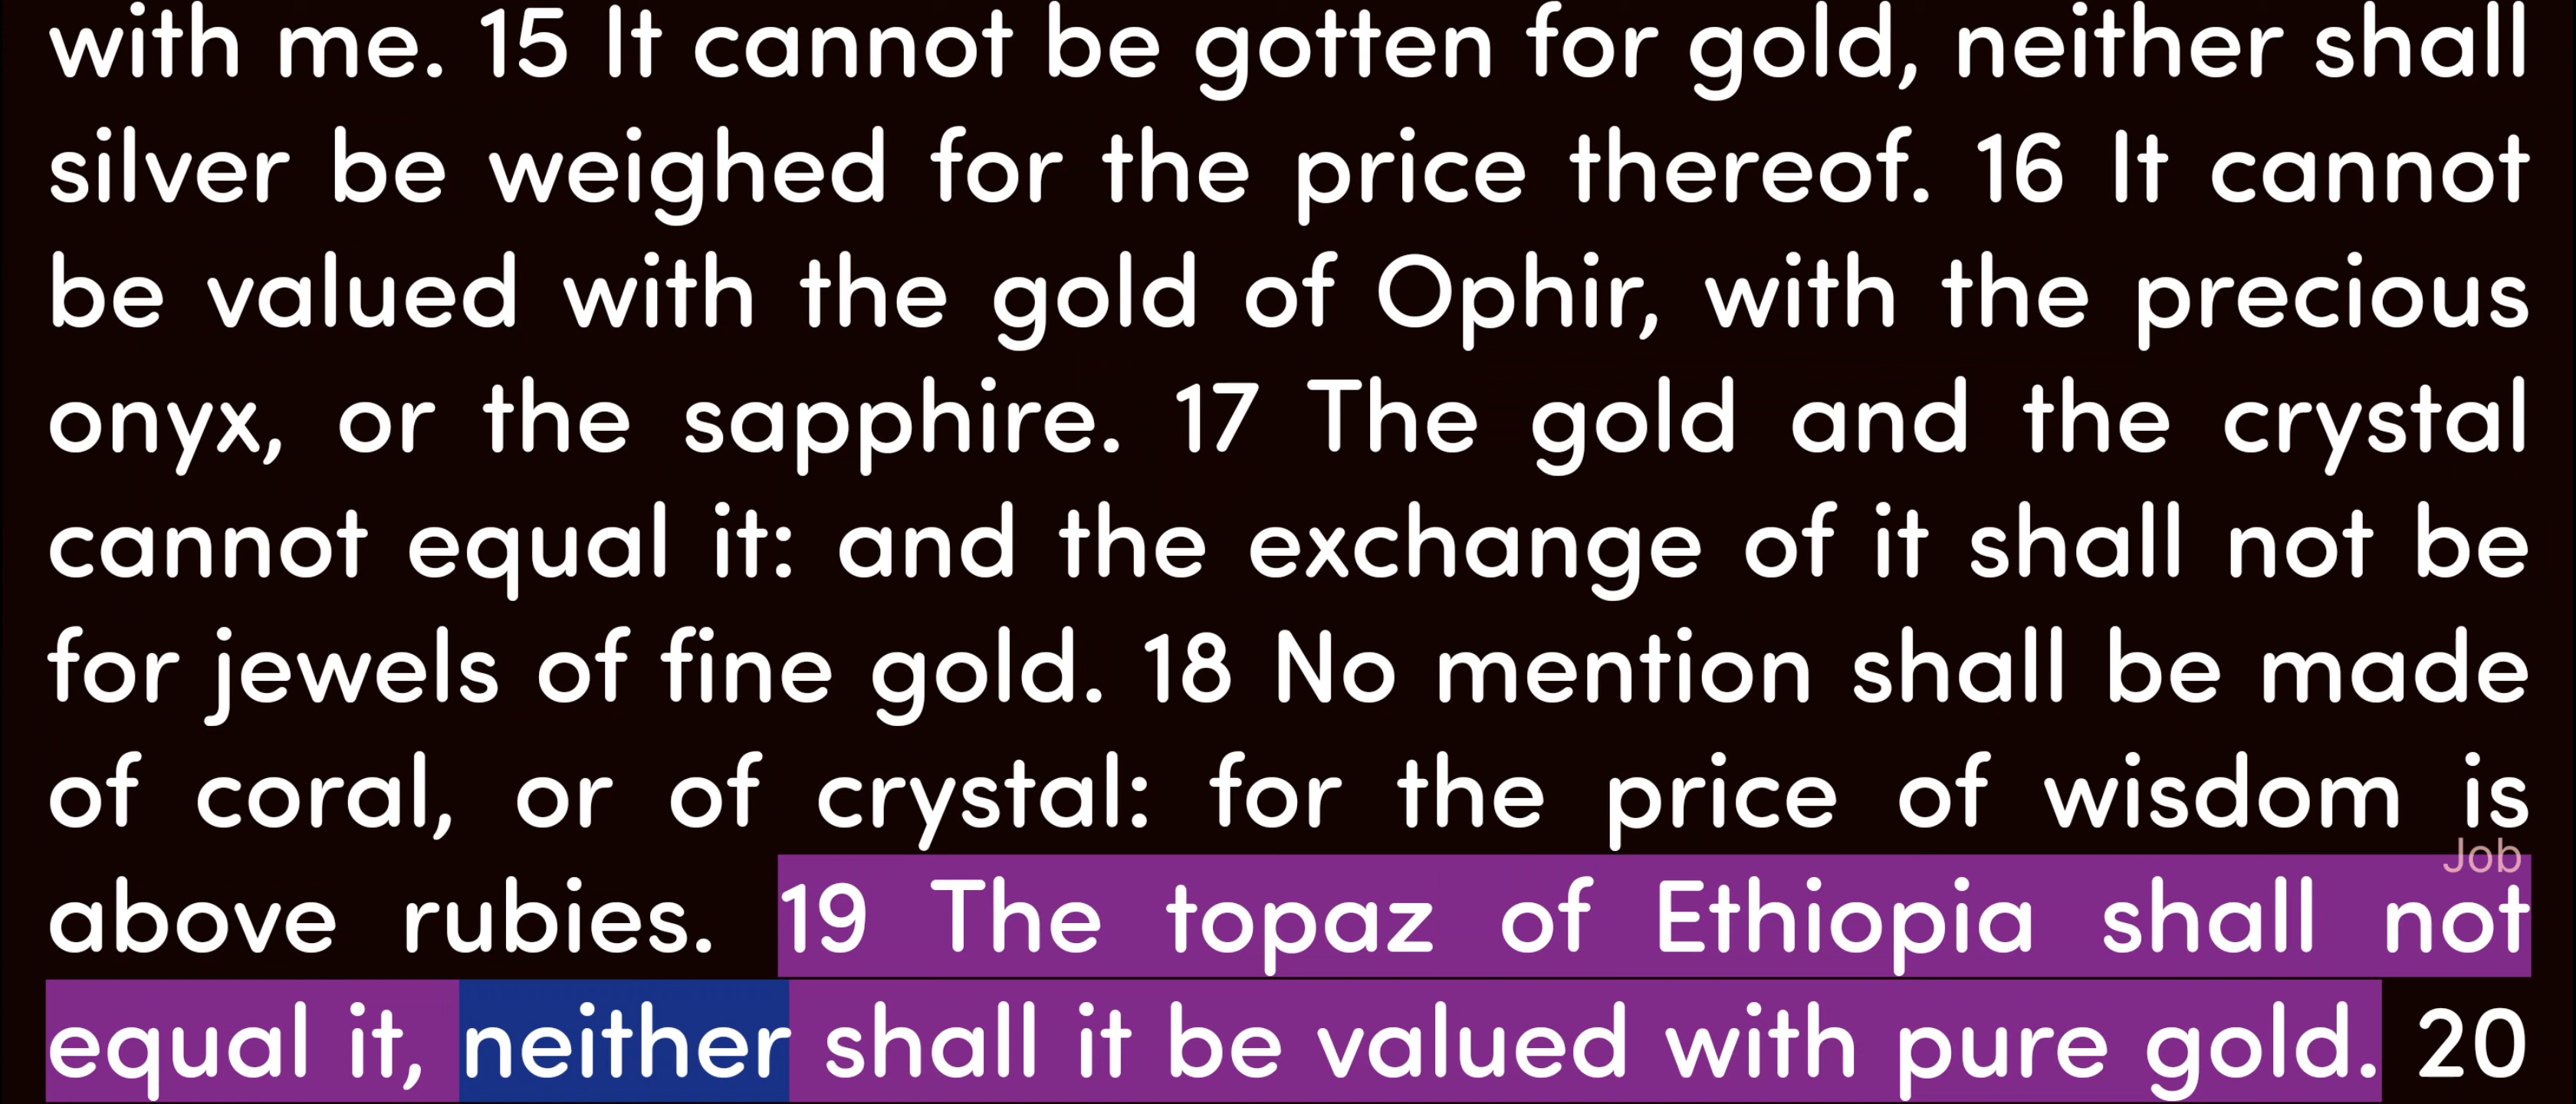 with me. 15 It cannot be gotten for gold, neither shall
silver be weighed for the price thereof. 16 It cannot
be valued with the gold of Ophir, with the precious
onyx, or the sapphire. 17 The gold and the crystal
cannot equal it: and the exchange of it shall not be
for jewels of fine gold. 18 No mention shall be made
of coral, or of crystal: for the price of wisdom is
Job
above rubies. 19 The topaz of Ethiopia shall not
equal it, neither shall it be valued with pure gold. 20